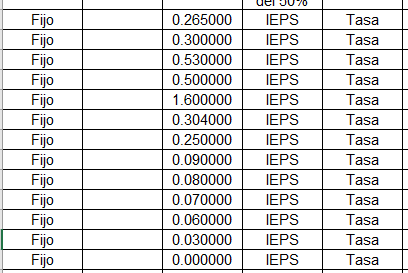 del 50%
Fijo 0.265000 IEPS Tasa
Fijo 0.300000 IEPS Tasa
Fijo 0.530000 IEPS Tasa
Fijo 0.500000 IEPS Tasa
Fijo 1.600000 IEPS Tasa
Fijo 0.304000 IEPS Tasa
Fijo 0.250000 IEPS Tasa
Fijo 0.090000 IEPS Tasa
Fijo 0.080000 IEPS Tasa
Fijo 0.070000 IEPS Tasa
Fijo 0.060000 IEPS Tasa
Fijo 0.030000 IEPS Tasa
Fijo 0.000000 IEPS Tasa